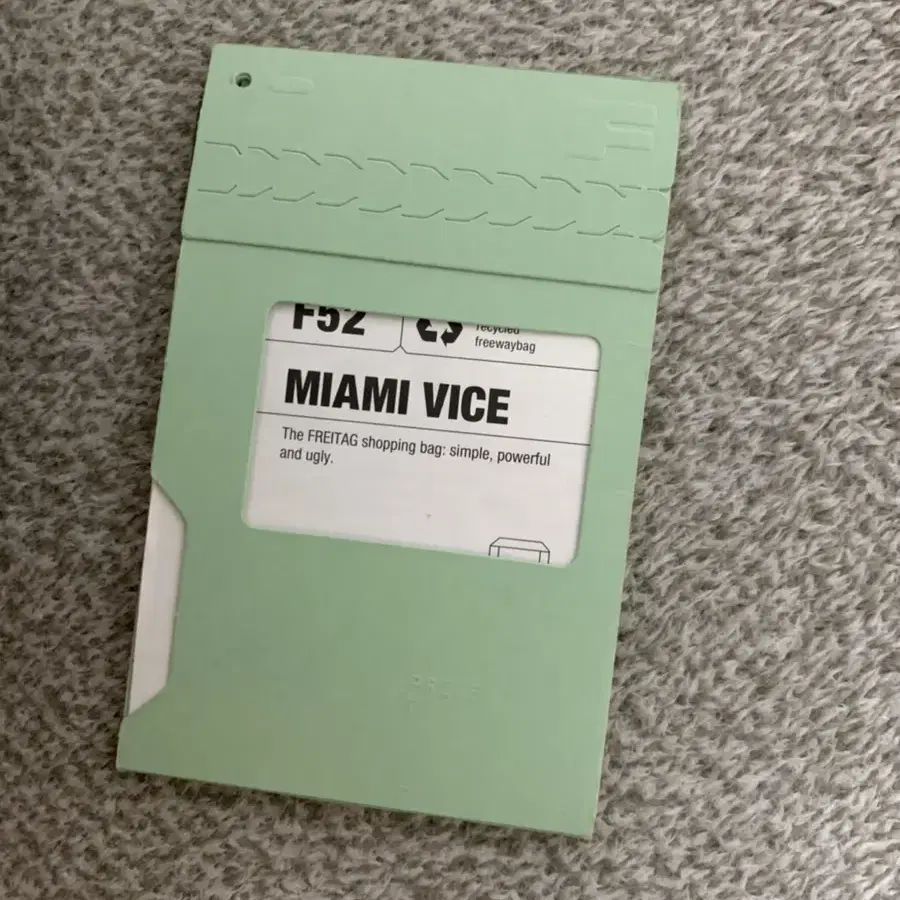 F52
recycled
freewaybag
MIAMI VICE
The FREITAG shopping bag: simple, powerful
and ugly.